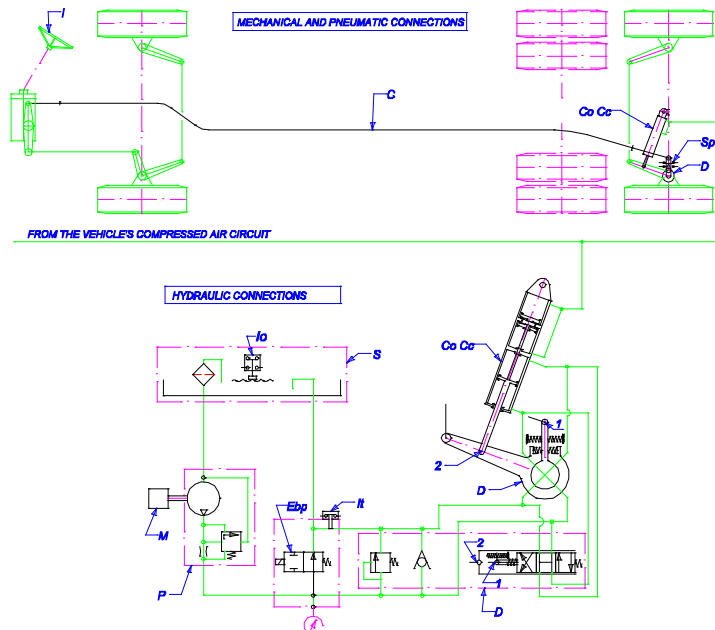 I
MECHANICAL AND PNEUMATIC CONNECTIONS
C
Co Cc
Sp
D
FROM THE VEHICLE'S COMPRESSED AIR CIRCUIT
HYDRAULIC CONNECTIONS
Io
S
Co Cc
1
2
D
Ebp
It
M
2
1
P
D